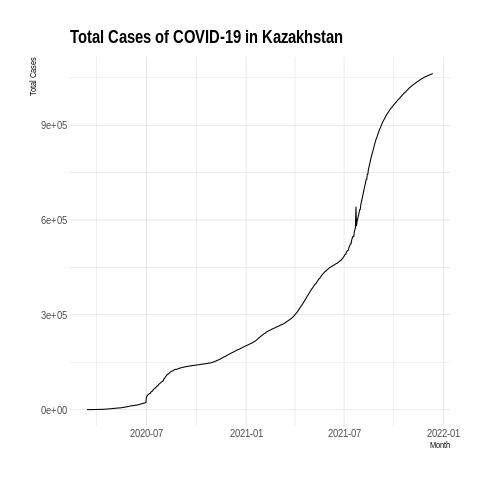 Total Cases of COVID-19 in Kazakhstan
Total Cases
9e+05
6e+05
3e+05
0e+00
2020-07 2021-01 2021-07 2022-01
Month